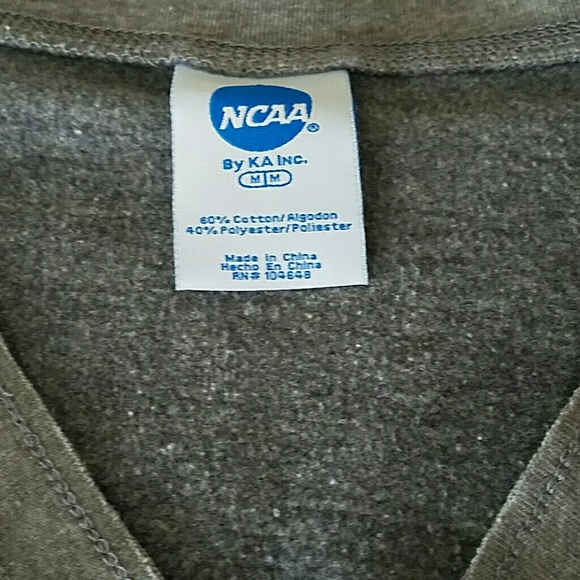 NCAA®
By KA Inc.
M M
60% Cotton/Algodon
40% Polyester/Poliester
Made in China
Hecho En China
RN# 104648